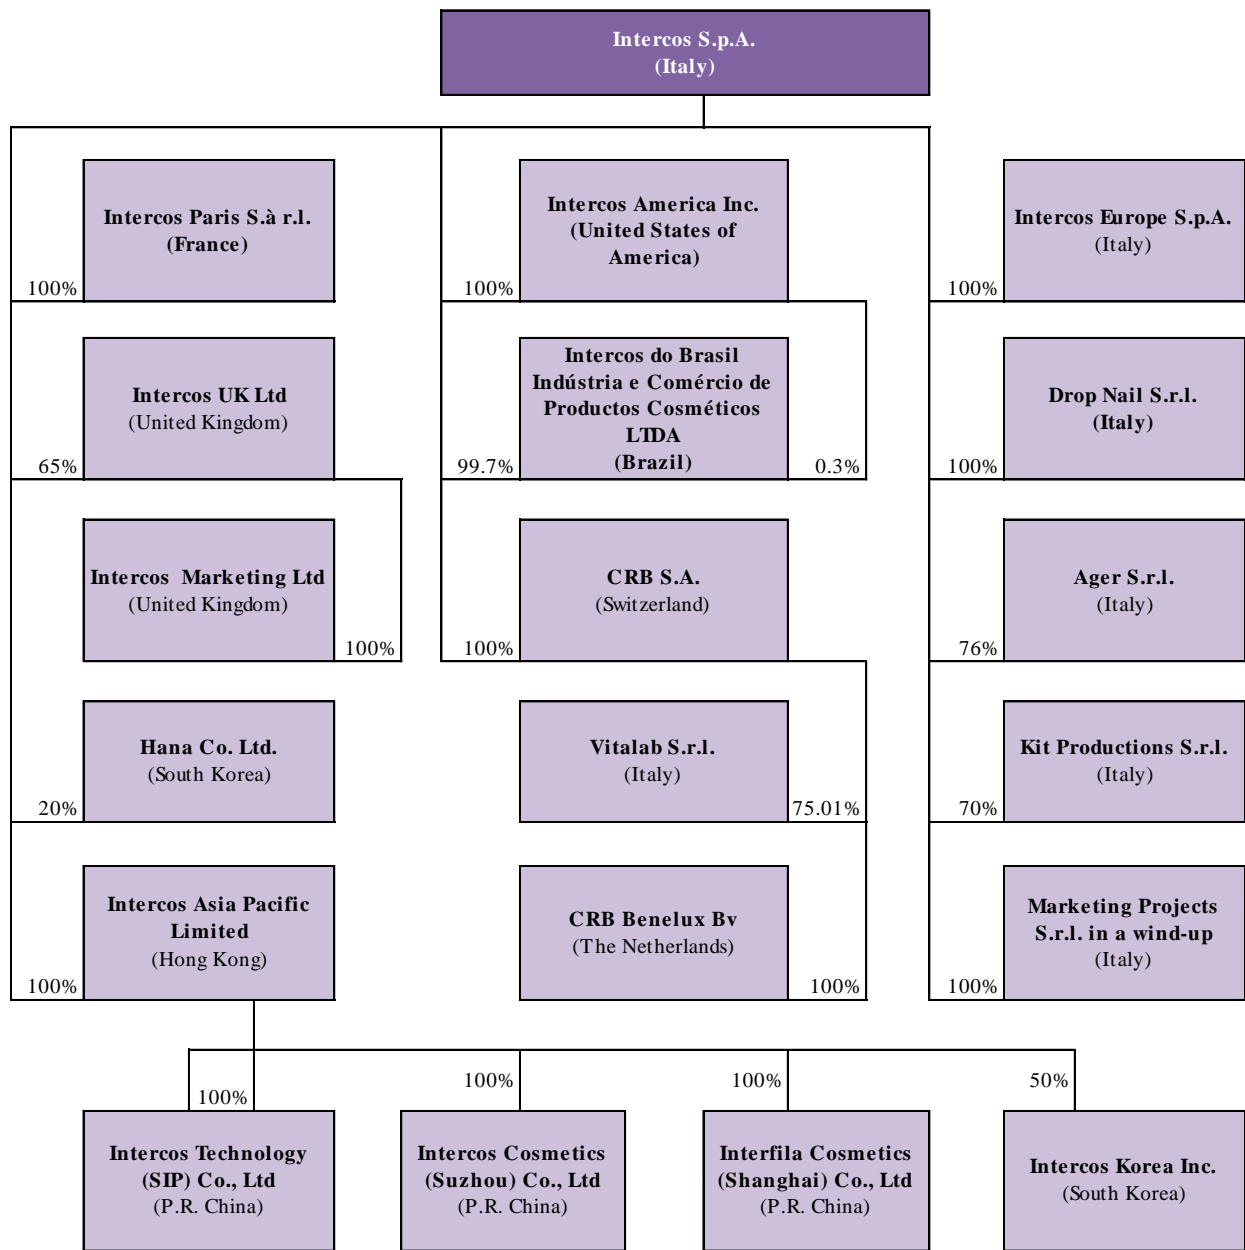 Intercos S.p.A.
(Italy)
Intercos Paris S.à r.l.
(France)
Intercos America Inc.
(United States of
America)
Intercos Europe S.p.A.
(Italy)
100%
100%
100%
Intercos UK Ltd
(United Kingdom)
Intercos do Brasil
Indústria e Comércio de
Productos Cosméticos
LTDA
(Brazil)
Drop Nail S.r.l.
(Italy)
65%
99.7%
0.3%
100%
Intercos Marketing Ltd
(United Kingdom)
CRB S.A.
(Switzerland)
Ager S.r.l.
(Italy)
100%
100%
76%
Hana Co. Ltd.
(South Korea)
Vitalab S.r.l.
(Italy)
Kit Productions S.r.l.
(Italy)
20%
75.01%
70%
Intercos Asia Pacific
Limited
(Hong Kong)
CRB Benelux Bv
(The Netherlands)
Marketing Projects
S.r.l. in a wind-up
(Italy)
100%
100%
100%
100%
100%
100%
50%
Intercos Technology
(SIP) Co., Ltd
(P.R. China)
Intercos Cosmetics
(Suzhou) Co., Ltd
(P.R. China)
Interfila Cosmetics
(Shanghai) Co., Ltd
(P.R. China)
Intercos Korea Inc.
(South Korea)